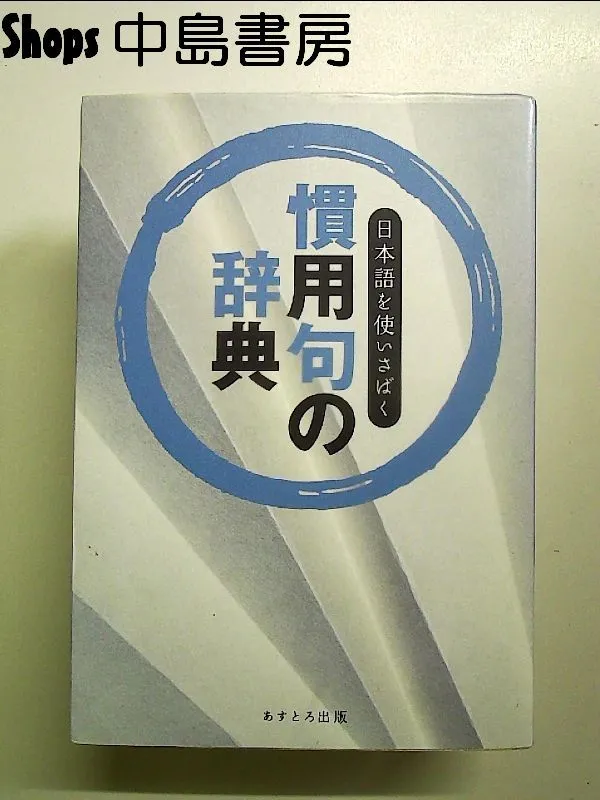 Shops 中島書房
日本語を使いさばく
慣用句の
辞典
あすとろ出版